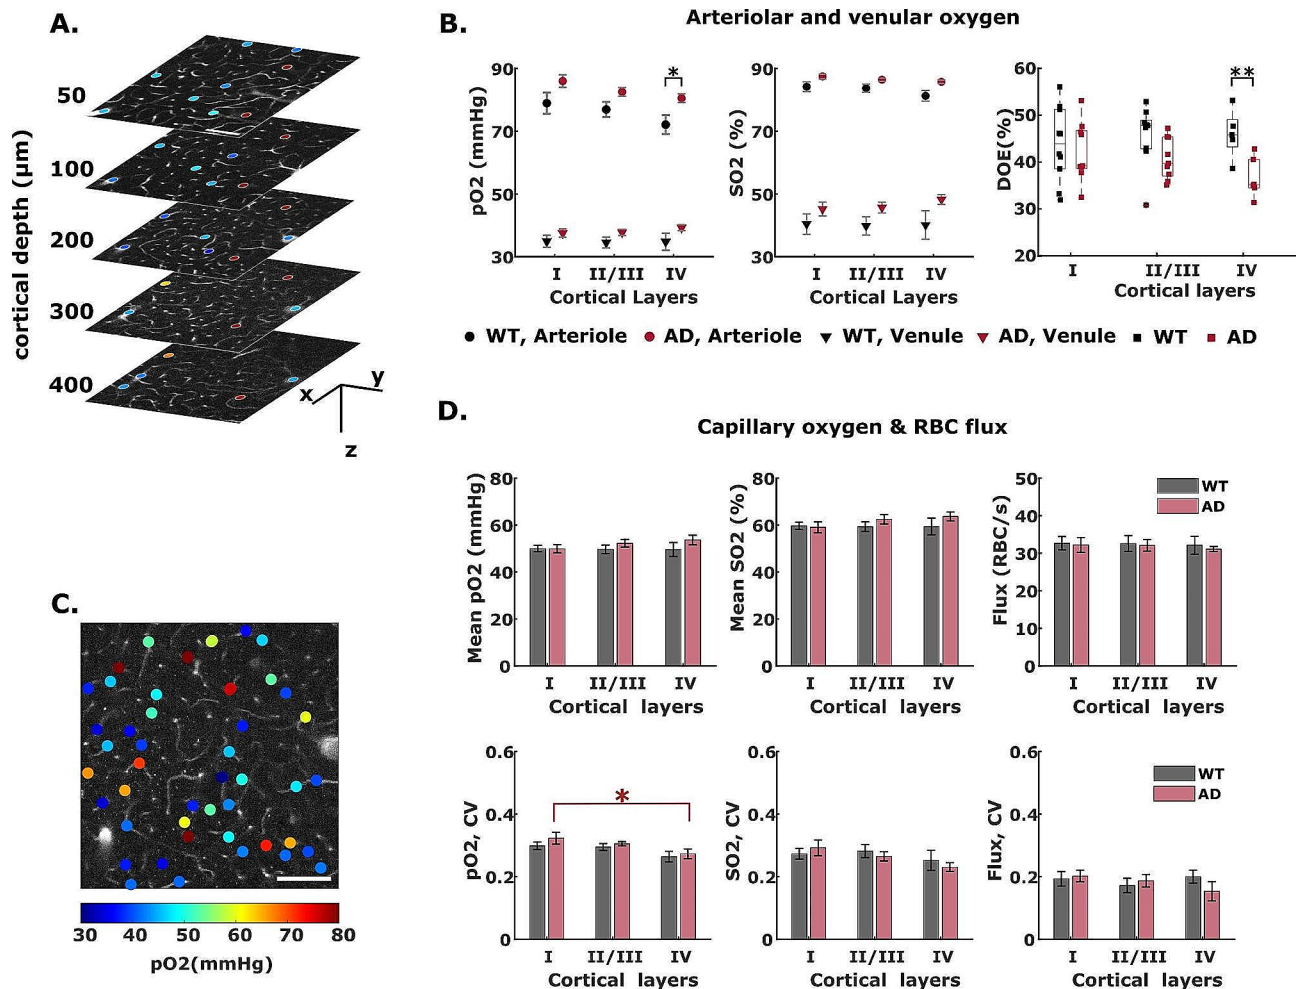 A.
cortical depth (µm)
50
100
200
300
400
x
y
z
B.
Arteriolar and venular oxygen
pO2 (mmHg)
90
70
50
30
*
I
II/III
IV
Cortical Layers
SO2 (%)
90
70
50
30
I
II/III
IV
Cortical Layers
DOE(%)
60
50
40
30
20
**
I
II/III
IV
Cortical layers
WT, Arteriole
AD, Arteriole
WT, Venule
AD, Venule
WT
AD
C.
30 40 50 60 70 80
pO2(mmHg)
D.
Capillary oxygen & RBC flux
Mean pO2 (mmHg)
80
60
40
20
0
I
II/III
IV
Cortical layers
Mean SO2 (%)
80
60
40
20
0
I
II/III
IV
Cortical layers
Flux (RBC/s)
50
40
30
20
10
0
WT
AD
I
II/III
IV
Cortical layers
pO2, CV
0.6
0.4
0.2
0
*
I
II/III
IV
Cortical layers
SO2, CV
0.6
0.4
0.2
0
I
II/III
IV
Cortical layers
Flux, CV
0.6
0.4
0.2
0
WT
AD
I
II/III
IV
Cortical layers